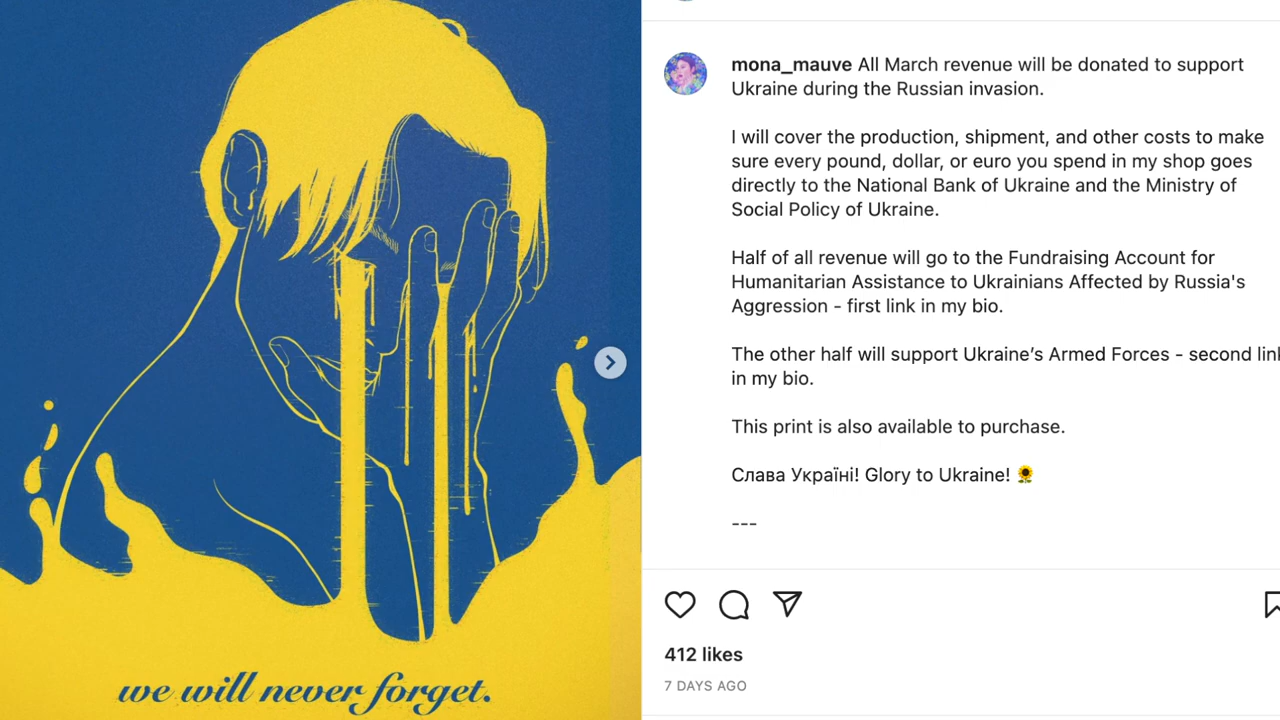 we will never forget.
mona_mauve All March revenue will be donated to support
Ukraine during the Russian invasion.
I will cover the production, shipment, and other costs to make
sure every pound, dollar, or euro you spend in my shop goes
directly to the National Bank of Ukraine and the Ministry of
Social Policy of Ukraine.
Half of all revenue will go to the Fundraising Account for
Humanitarian Assistance to Ukrainians Affected by Russia's
Aggression - first link in my bio.
The other half will support Ukraine’s Armed Forces - second link
in my bio.
This print is also available to purchase.
Слава Україні! Glory to Ukraine! 🌻
---
412 likes
7 DAYS AGO